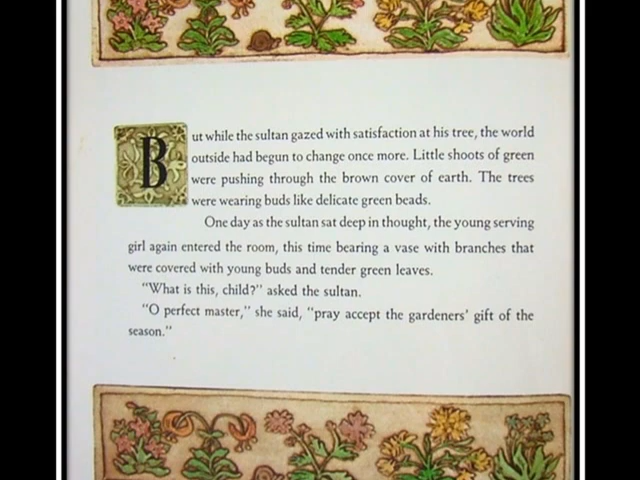 But while the sultan gazed with satisfaction at his tree, the world
outside had begun to change once more. Little shoots of green
were pushing through the brown cover of earth. The trees
were wearing buds like delicate green beads.
One day as the sultan sat deep in thought, the young serving
girl again entered the room, this time bearing a vase with branches that
were covered with young buds and tender green leaves.
"What is this, child?" asked the sultan.
"O perfect master," she said, "pray accept the gardeners' gift of the
season."